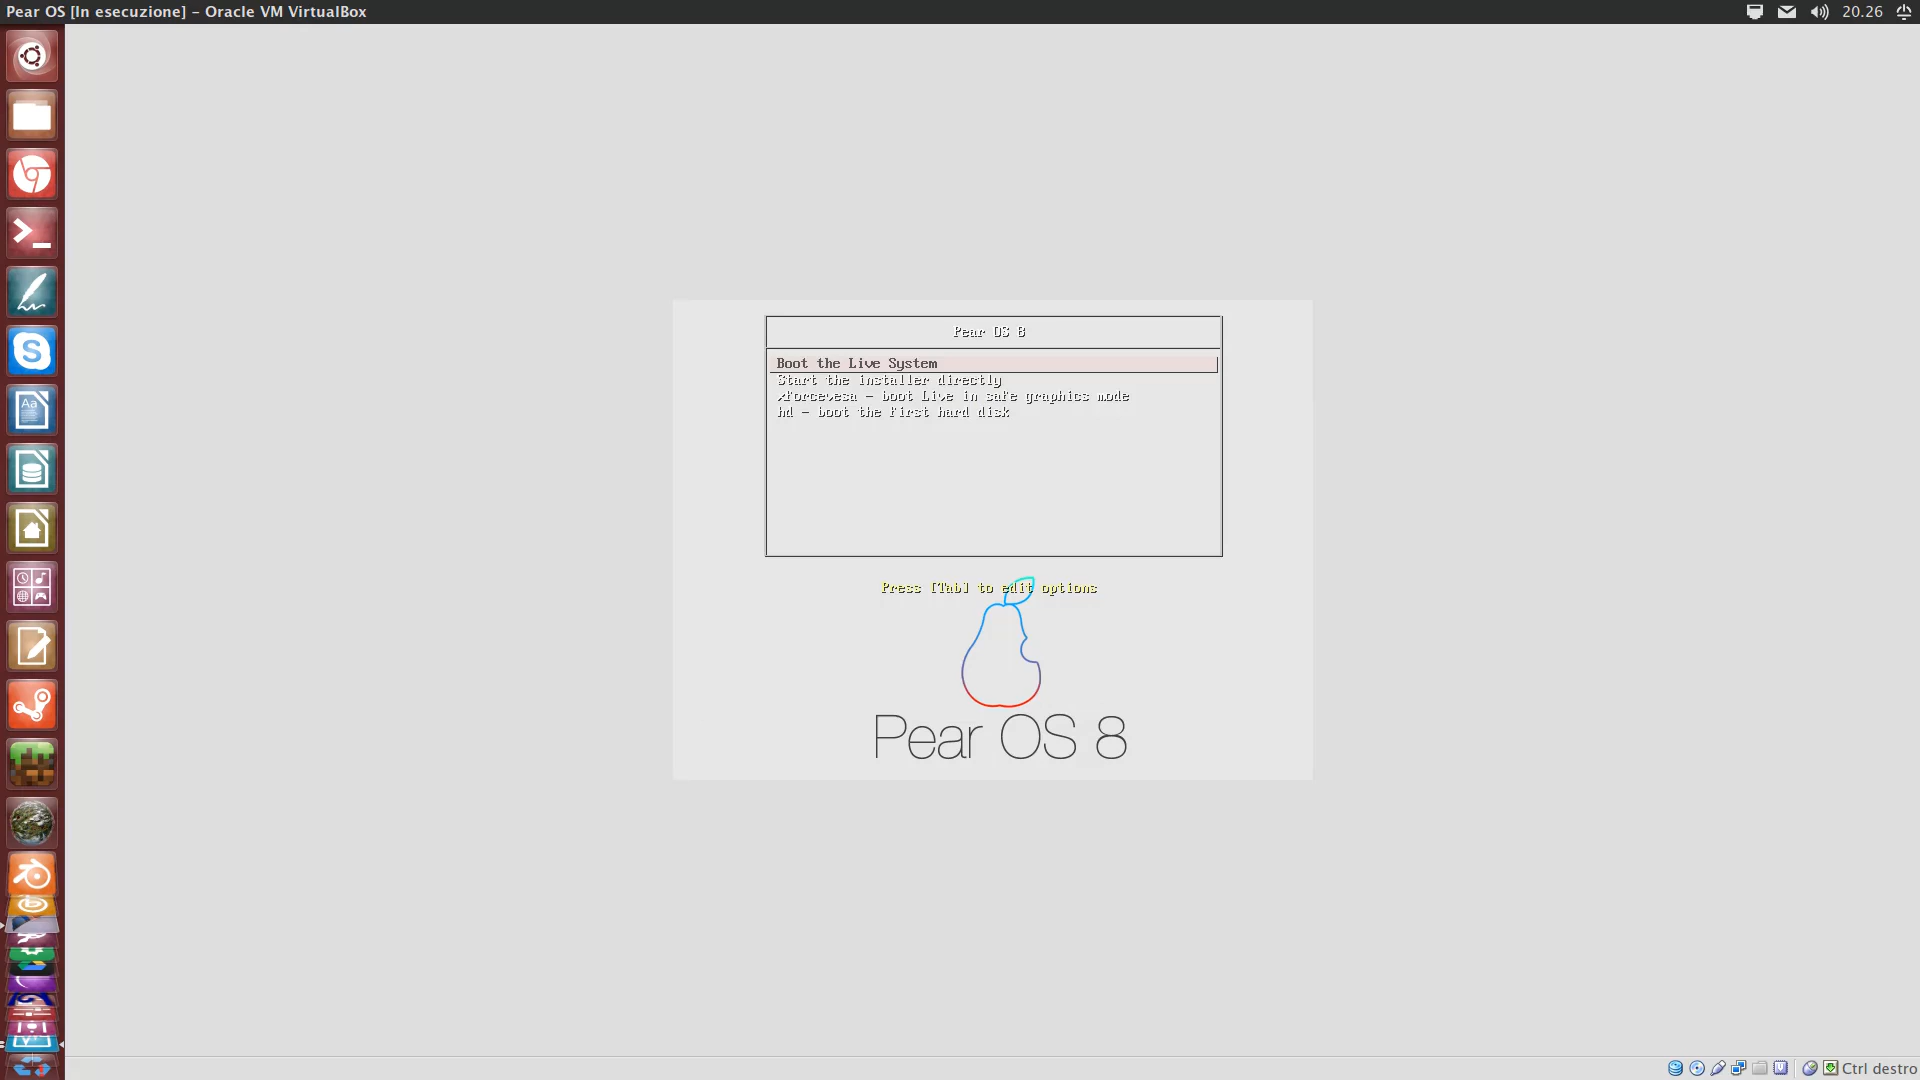 Pear OS [In esecuzione] - Oracle VM VirtualBox
20.26
Pear OS 8
Boot the Live System
Start the installer directly
xforcevesa - boot Live in safe graphics mode
hd - boot the first hard disk
Press [Tab] to edit options
Pear OS 8
Ctrl destro